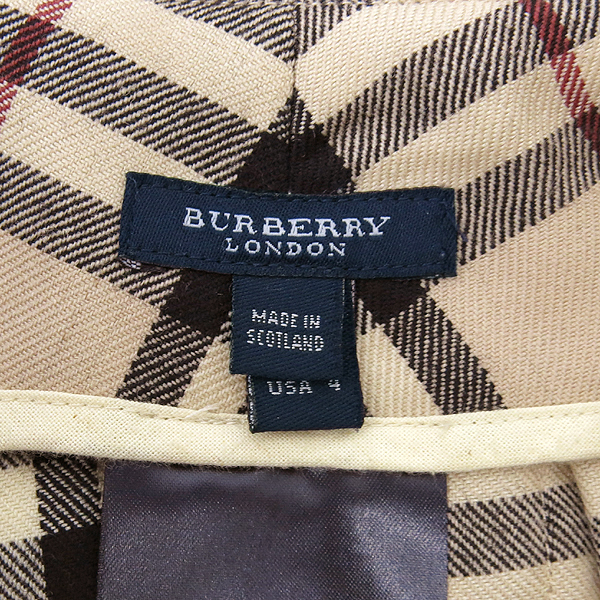 BURBERRY
LONDON
MADE IN
SCOTLAND
USA 4